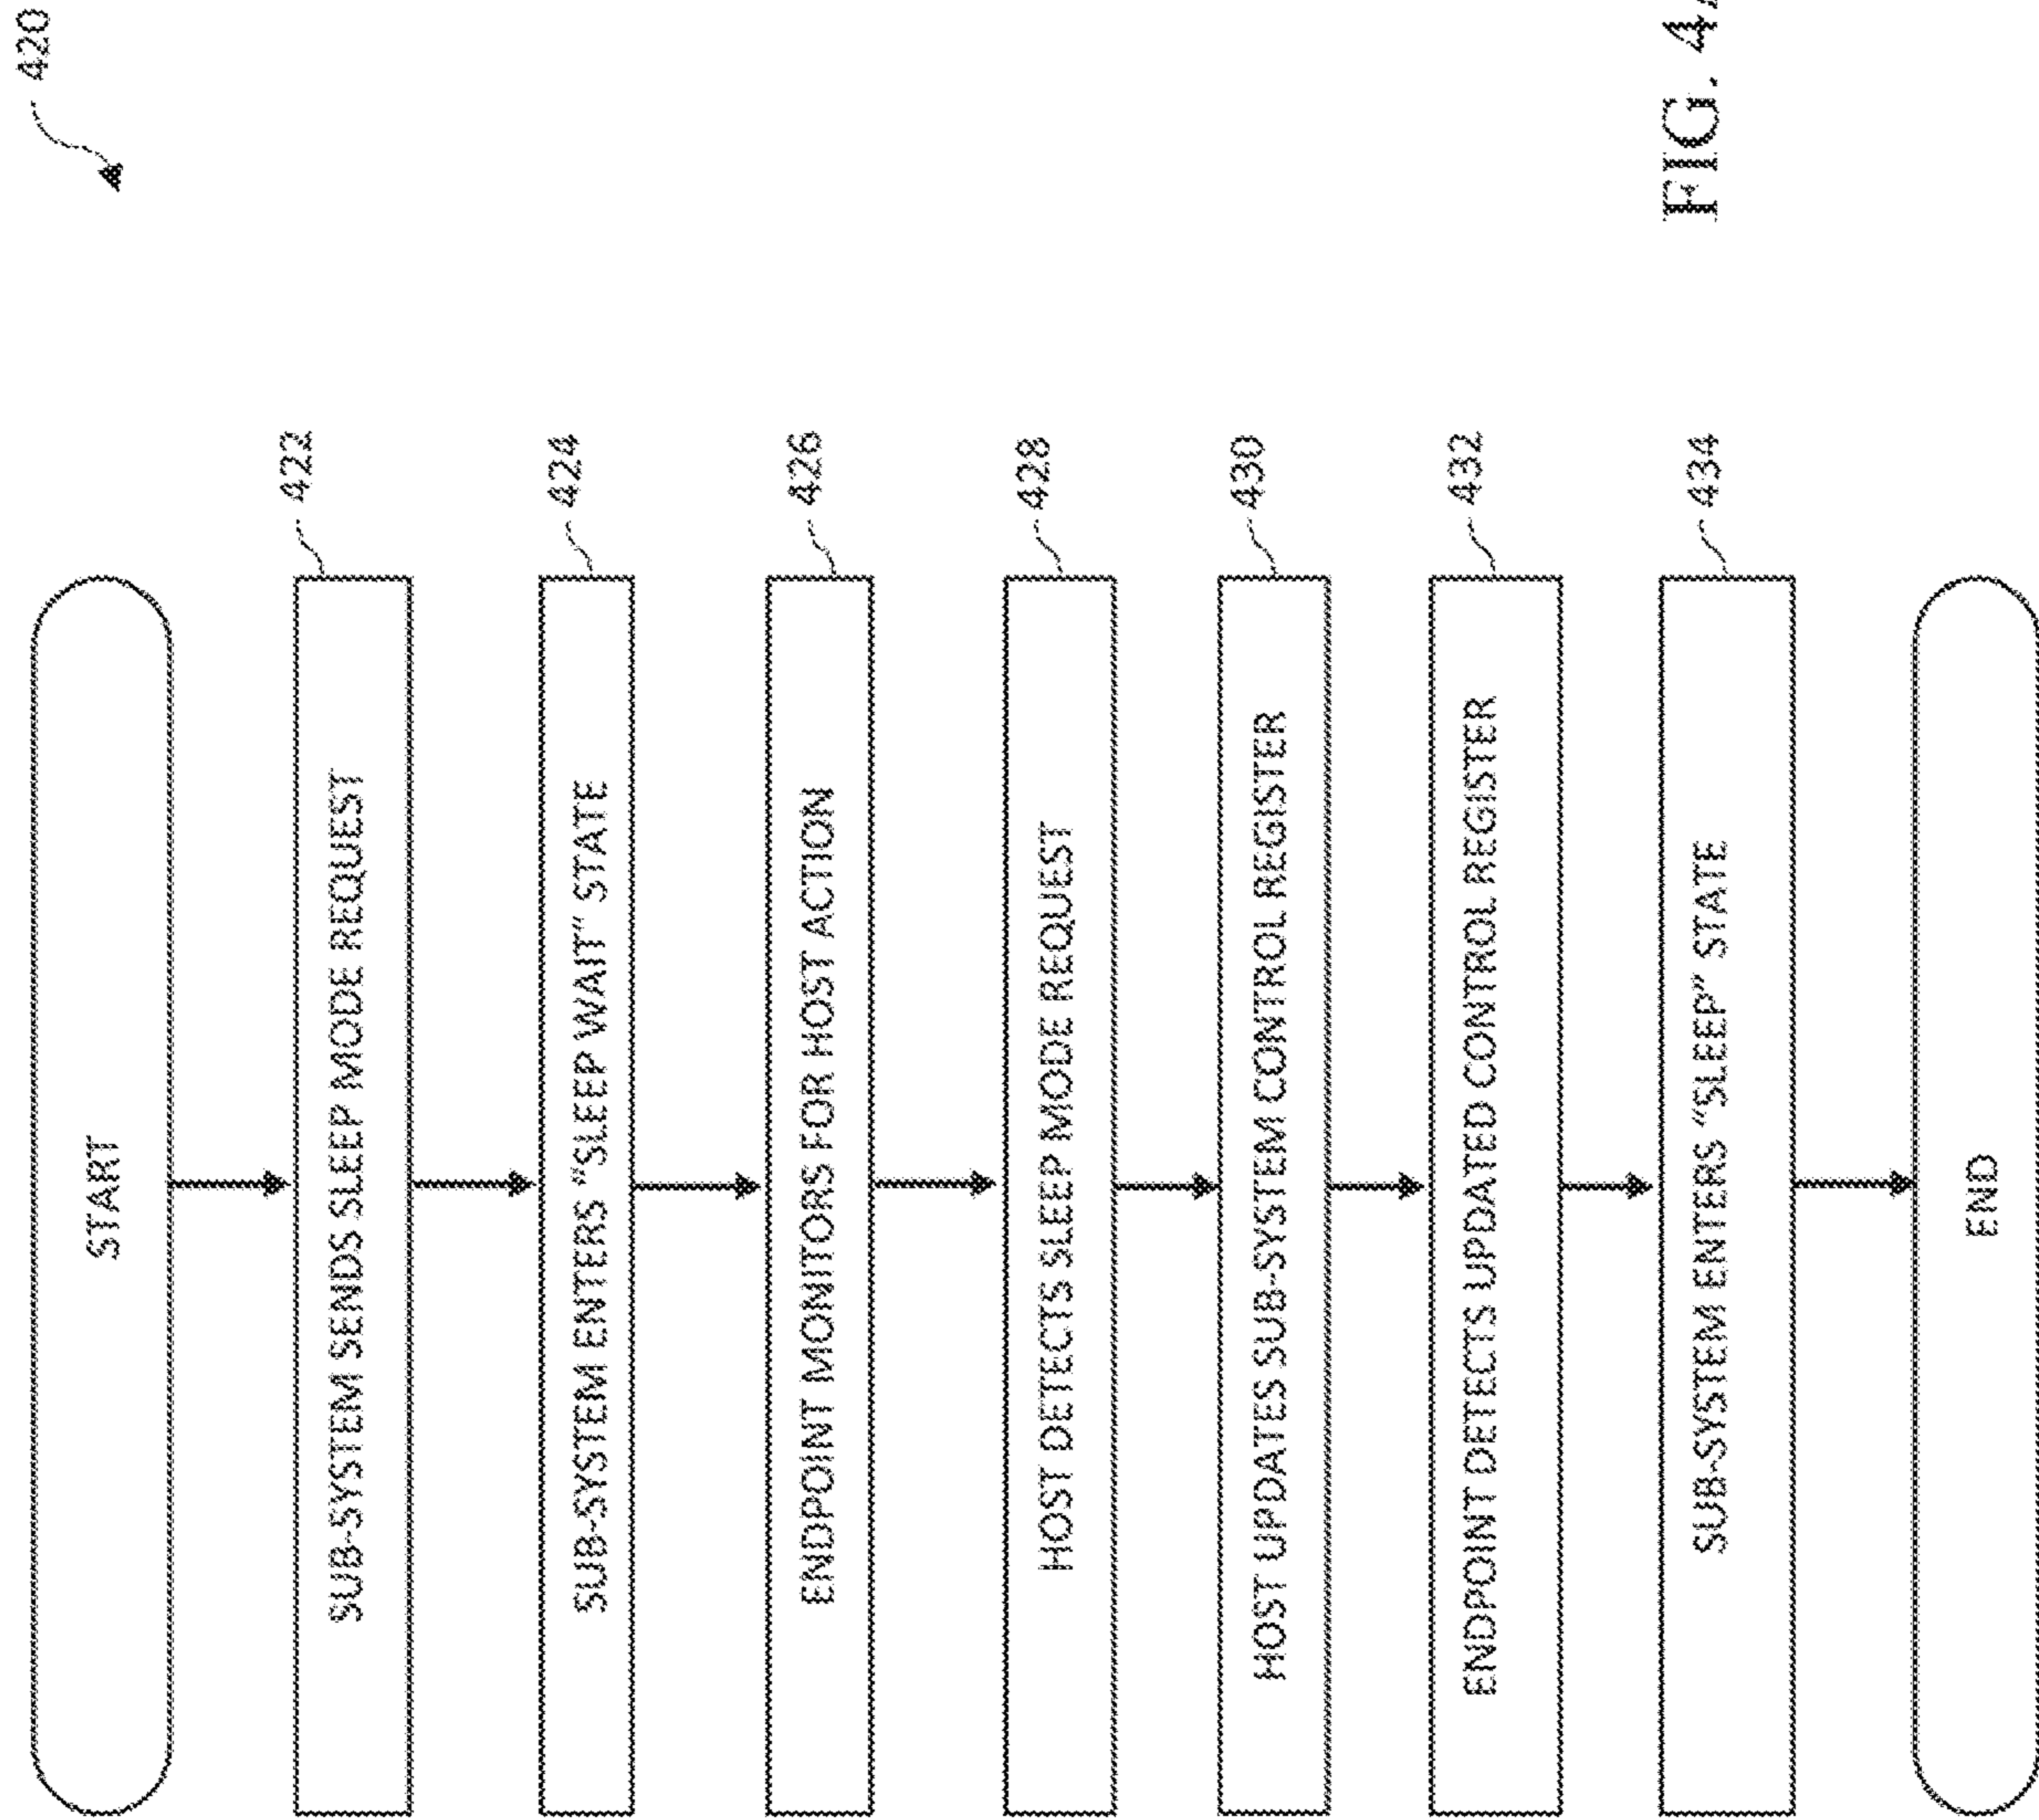 420
START
SUB-SYSTEM SENDS SLEEP MODE REQUEST
422
SUB-SYSTEM ENTERS "SLEEP WAIT" STATE
424
ENDPOINT MONITORS FOR HOST ACTION
426
HOST DETECTS SLEEP MODE REQUEST
428
HOST UPDATES SUB-SYSTEM CONTROL REGISTER
430
ENDPOINT DETECTS UPDATED CONTROL REGISTER
432
SUB-SYSTEM ENTERS "SLEEP" STATE
434
END
FIG. 4